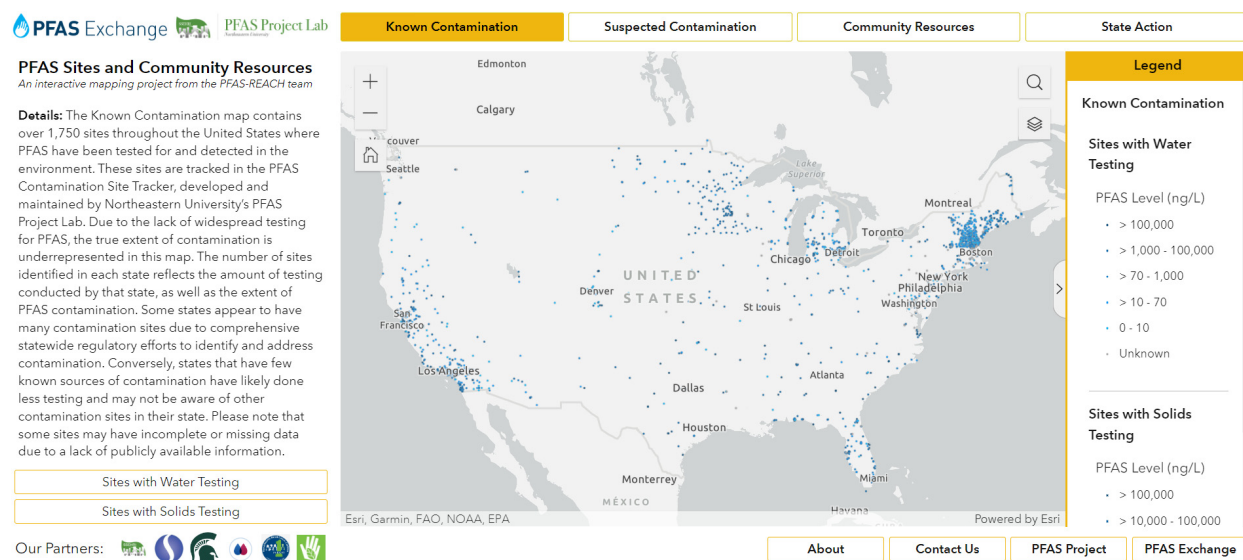 PFAS Exchange
PFAS Project Lab
Northeastern University
Known Contamination
Suspected Contamination
Community Resources
State Action
PFAS Sites and Community Resources
An interactive mapping project from the PFAS-REACH team
Details: The Known Contamination map contains
over 1,750 sites throughout the United States where
PFAS have been tested for and detected in the
environment. These sites are tracked in the PFAS
Contamination Site Tracker, developed and
maintained by Northeastern University's PFAS
Project Lab. Due to the lack of widespread testing
for PFAS, the true extent of contamination is
underrepresented in this map. The number of sites
identified in each state reflects the amount of testing
conducted by that state, as well as the extent of
PFAS contamination. Some states appear to have
many contamination sites due to comprehensive
statewide regulatory efforts to identify and address
contamination. Conversely, states that have few
known sources of contamination have likely done
less testing and may not be aware of other
contamination sites in their state. Please note that
some sites may have incomplete or missing data
due to a lack of publicly available information.
Sites with Water Testing
Sites with Solids Testing
Our Partners:
Edmonton
Calgary
couver
Seattle
Lake
Superior
Montreal
Toronto
Chicago
Detroit
Boston
New York
Philadelphia
Washington
UNITED
STATES
Denver
St Louis
San
Francisco
Los Angeles
Dallas
Atlanta
Houston
Miami
Monterrey
MÉXICO
Havana
Esri, Garmin, FAO, NOAA, EPA
Powered by Esri
Legend
Known Contamination
Sites with Water
Testing
PFAS Level (ng/L)
> 100,000
> 1,000 - 100,000
> 70 - 1,000
> 10 - 70
0 - 10
Unknown
Sites with Solids
Testing
PFAS Level (ng/L)
> 100,000
> 10,000 - 100,000
About
Contact Us
PFAS Project
PFAS Exchange